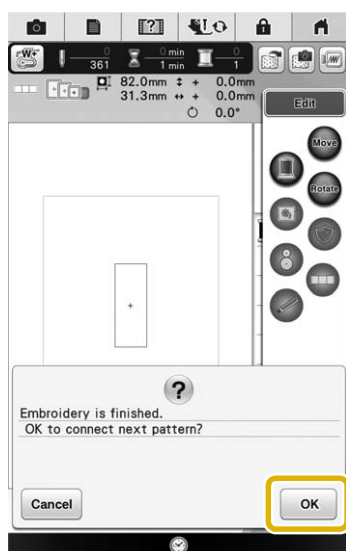 ?
W+
0
361
0 min
1 min
0
1
82.0mm + 0.0mm
31.3mm + 0.0mm
0.0°
Edit
Move
Rotate
?
Embroidery is finished.
OK to connect next pattern?
Cancel
OK